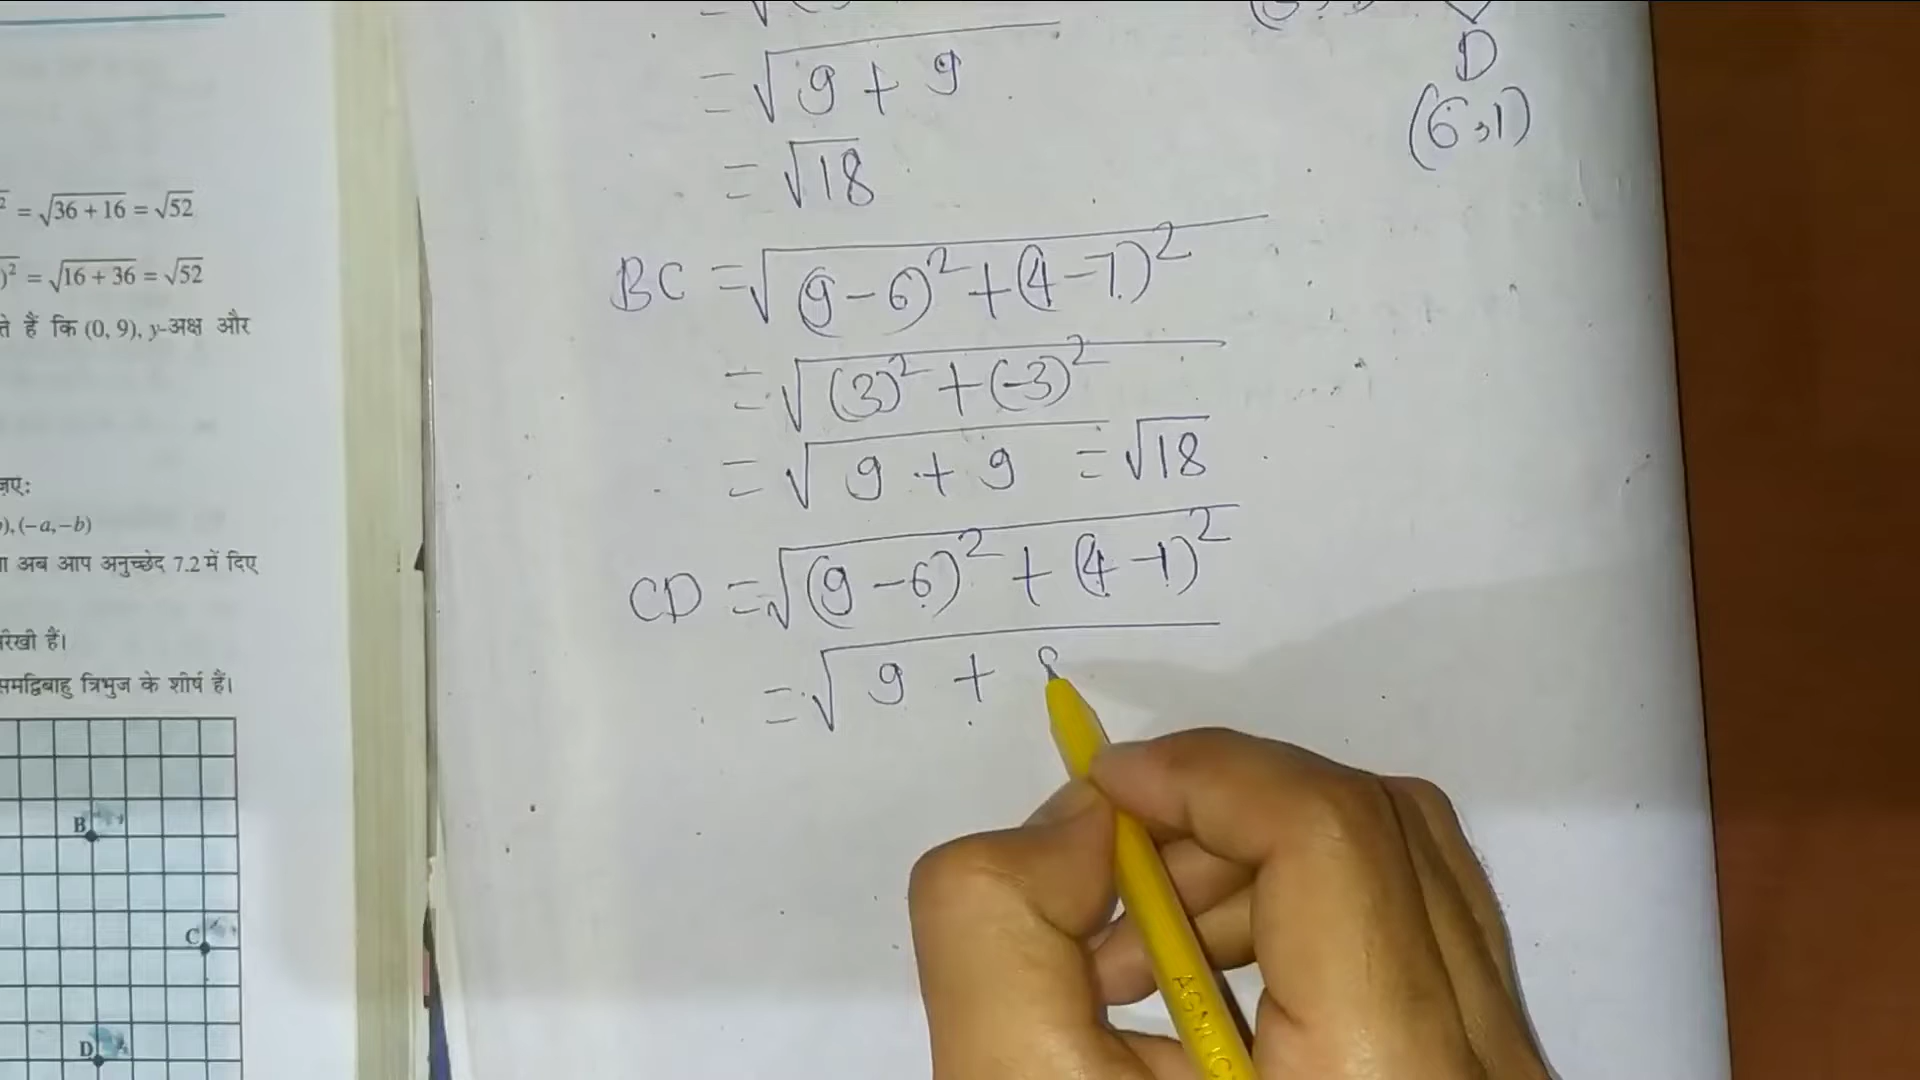 = √9 + 9
D
(6,1)
= √18
BC = √(9-6)² + (4-7)²
= √(3)² + (-3)²
= √9 + 9 = √18
CD = √(9-6)² + (4-1)²
= √9 +
² = √36 + 16 = √52
)² = √16 + 36 = √52
ते हैं कि (0, 9), y-अक्ष और
), (-a,-b)
अब आप अनुच्छेद 7.2 में दिए
हैं।
समद्विबाहु त्रिभुज के शीर्ष हैं।
B
C
D